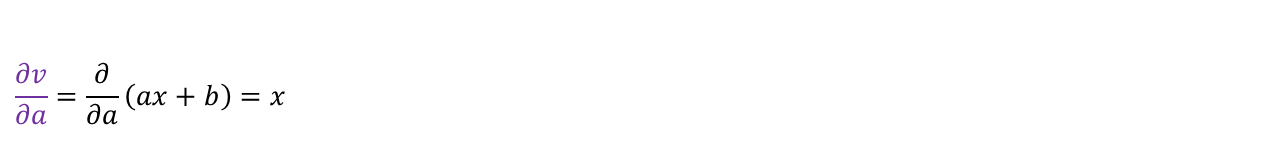 ∂v/∂a = ∂/∂a (ax + b) = x